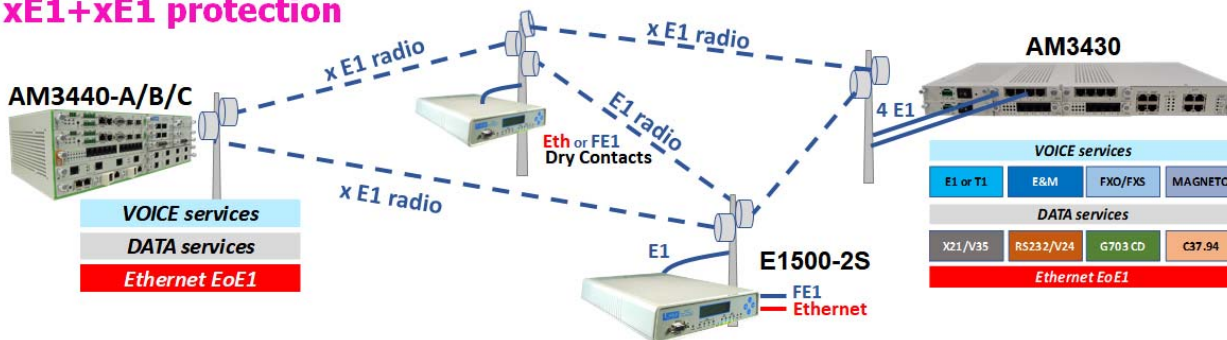 xE1+xE1 protection
x E1 radio
x E1 radio
AM3430
AM3440-A/B/C
4 E1
E1 radio
Eth or FE1
Dry Contacts
VOICE services
E1 or T1 E&M FXO/FXS MAGNETO
DATA services
X21/V35 RS232/V24 G703 CD C37.94
Ethernet EoE1
x E1 radio
VOICE services
DATA services
Ethernet EoE1
E1
E1500-2S
FE1
Ethernet